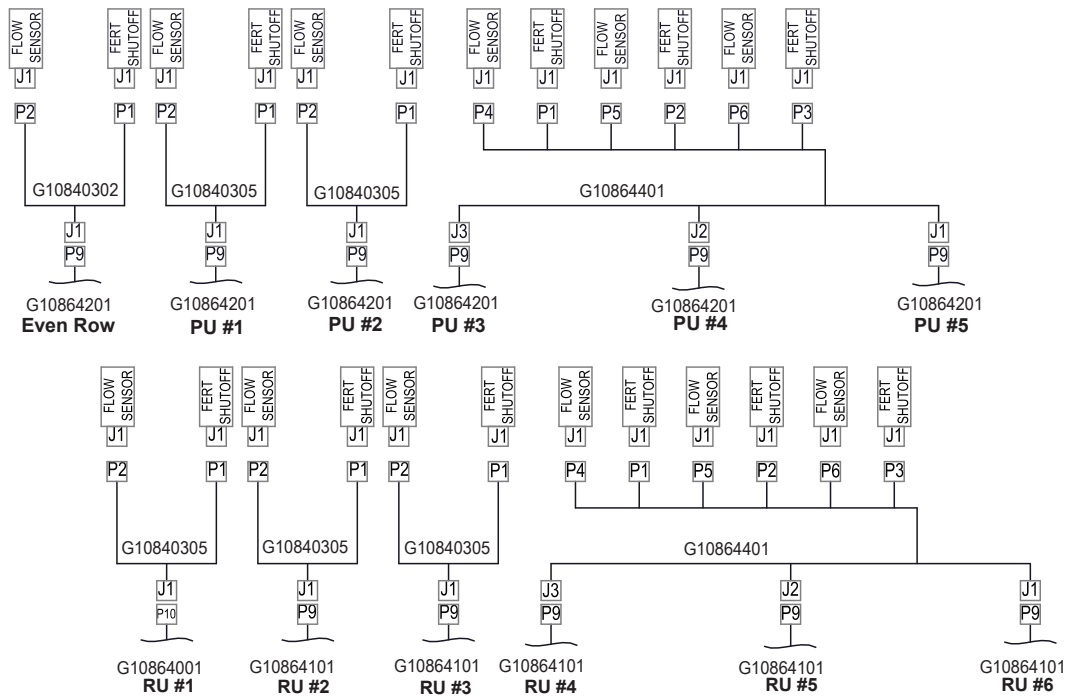 FLOW SENSOR FERT SHUTOFF FLOW SENSOR FERT SHUTOFF FLOW SENSOR FERT SHUTOFF FLOW SENSOR FERT SHUTOFF FLOW SENSOR FERT SHUTOFF FLOW SENSOR FERT SHUTOFF
J1 J1 J1 J1 J1 J1 J1 J1 J1 J1 J1 J1
P2 P1 P2 P1 P2 P1 P4 P1 P5 P2 P6 P3
G10840302 G10840305 G10840305 G10864401
J1 J1 J1 J3 J2 J1
P9 P9 P9 P9 P9 P9
G10864201 G10864201 G10864201 G10864201 G10864201 G10864201
Even Row PU #1 PU #2 PU #3 PU #4 PU #5
FLOW SENSOR FERT SHUTOFF FLOW SENSOR FERT SHUTOFF FLOW SENSOR FERT SHUTOFF FLOW SENSOR FERT SHUTOFF FLOW SENSOR FERT SHUTOFF FLOW SENSOR FERT SHUTOFF
J1 J1 J1 J1 J1 J1 J1 J1 J1 J1 J1 J1
P2 P1 P2 P1 P2 P1 P4 P1 P5 P2 P6 P3
G10840305 G10840305 G10840305 G10864401
J1 J1 J1 J3 J2 J1
P10 P9 P9 P9 P9 P9
G10864001 G10864101 G10864101 G10864101 G10864101 G10864101
RU #1 RU #2 RU #3 RU #4 RU #5 RU #6